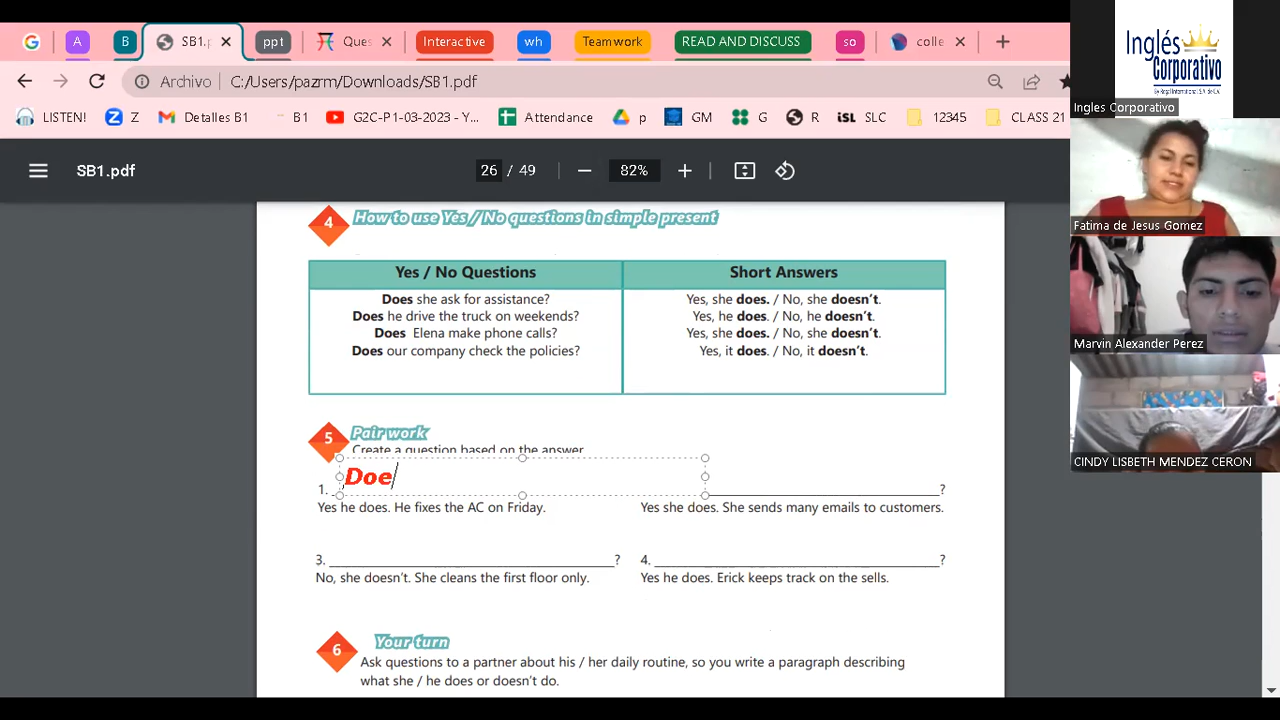 A
B
SB1.p
ppt
Ques
Interactive
wh
Teamwork
READ AND DISCUSS
so
colle
Archivo
C:/Users/pazrm/Downloads/SB1.pdf
LISTEN!
Z
Detalles B1
B1
G2C-P1-03-2023- Y...
Attendance
p
GM
G
R
iSL SLC
12345
CLASS 21
SB1.pdf
26 / 49
82%
4 How to use Yes / No questions in simple present
Yes / No Questions
Short Answers
Does she ask for assistance?
Yes, she does. / No, she doesn't.
Does he drive the truck on weekends?
Yes, he does. / No, he doesn't.
Does Elena make phone calls?
Yes, she does. / No, she doesn't.
Does our company check the policies?
Yes, it does. / No, it doesn't.
5 Pair work
Create a question based on the answer
Doe
1. ?
Yes he does. He fixes the AC on Friday.
Yes she does. She sends many emails to customers.
3. ____________?
4. ____________?
No, she doesn't. She cleans the first floor only.
Yes he does. Erick keeps track on the sells.
6 Your turn
Ask questions to a partner about his / her daily routine, so you write a paragraph describing
what she / he does or doesn't do.
Inglés
Corporativo
Ingles Corporativo
Fatima de Jesus Gomez
Marvin Alexander Perez
CINDY LISBETH MENDEZ CERON